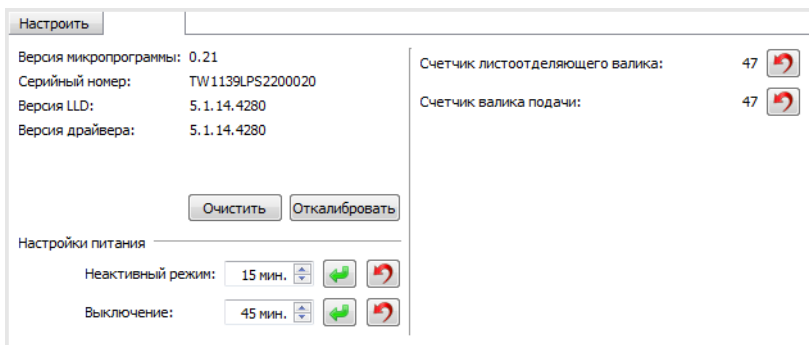 Настроить
Версия микропрограммы: 0.21
Серийный номер: TW1139LPS2200020
Версия LLD: 5.1.14.4280
Версия драйвера: 5.1.14.4280
Очистить Откалибровать
Настройки питания
Неактивный режим: 15 мин.
Выключение: 45 мин.
Счетчик листоотделяющего валика: 47
Счетчик валика подачи: 47